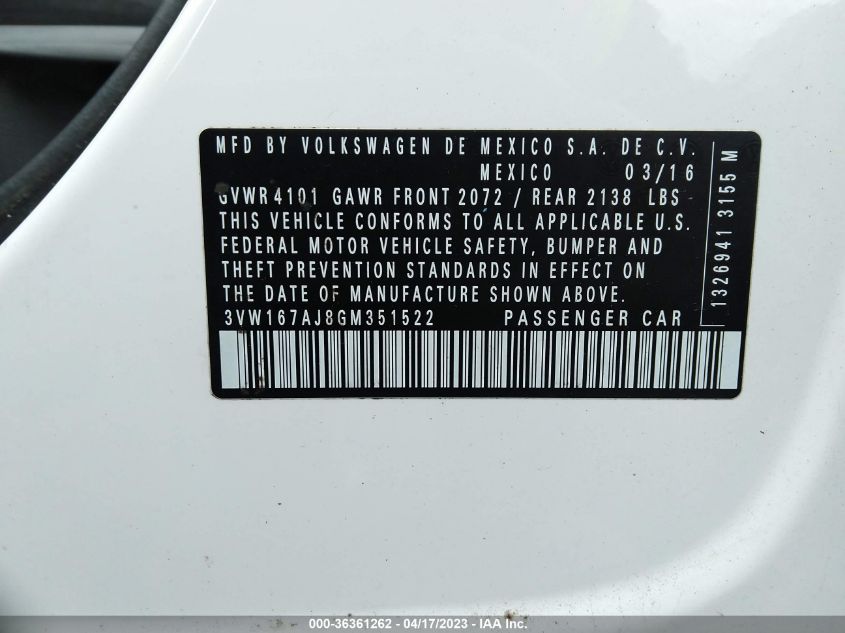 MFD BY VOLKSWAGEN DE MEXICO S.A. DE C.V.
MEXICO 03/16
GVWR 4101 GAWR FRONT 2072 / REAR 2138 LBS
THIS VEHICLE CONFORMS TO ALL APPLICABLE U.S.
FEDERAL MOTOR VEHICLE SAFETY, BUMPER AND
THEFT PREVENTION STANDARDS IN EFFECT ON
THE DATE OF MANUFACTURE SHOWN ABOVE.
3VW167AJ8GM351522 PASSENGER CAR
1326941 3155 M
000-36361262 - 04/17/2023 - IAA Inc.